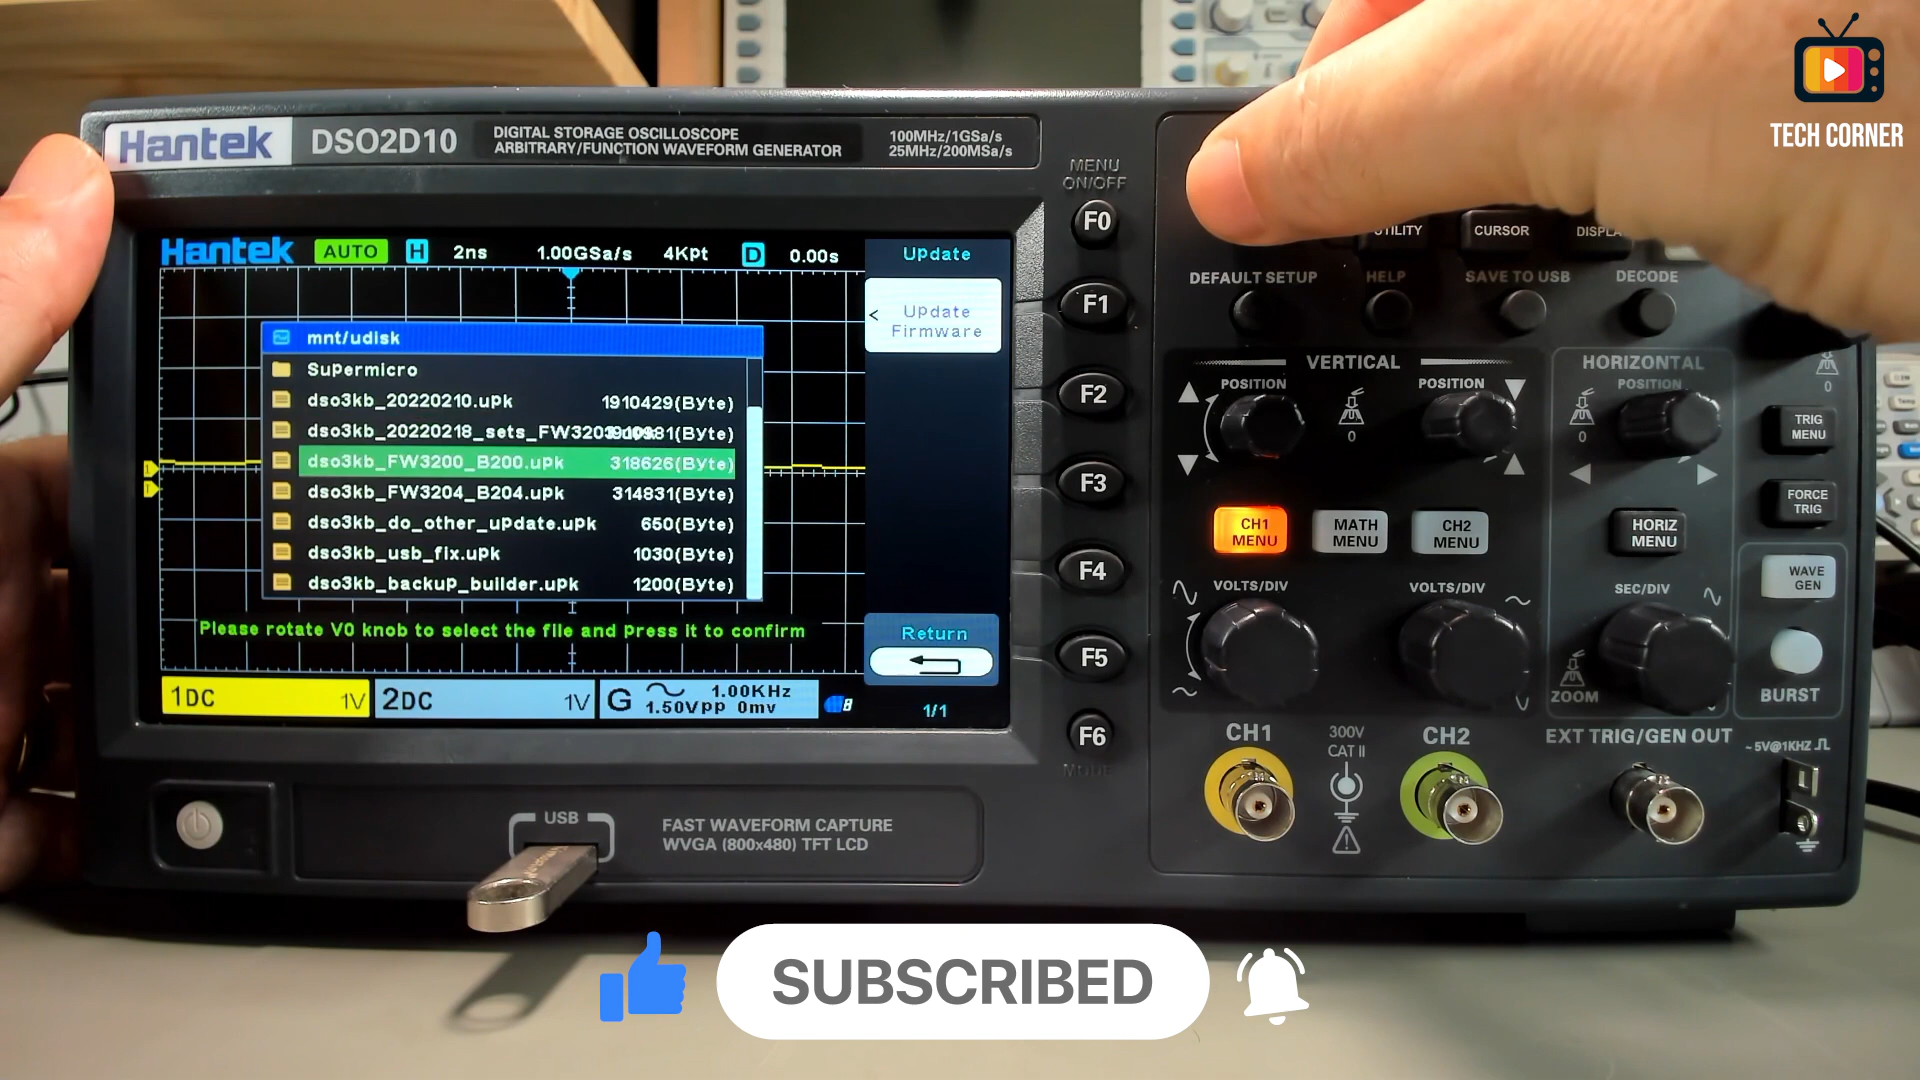 TECH CORNER
Hantek
DSO2D10
DIGITAL STORAGE OSCILLOSCOPE
ARBITRARY/FUNCTION WAVEFORM GENERATOR
100MHz/1GSa/s
25MHz/200MSa/s
MENU
ON/OFF
F0
F1
F2
F3
F4
F5
F6
MODE
Hantek AUTO H 2ns 1.00GSa/s 4Kpt D 0.00s
Update
Update
Firmware
mnt/udisk
Supermicro
dso3kb_20220210.upk 1910429(Byte)
dso3kb_20220218_sets_FW3203
dso3kb_FW3200_B200.upk 318626(Byte)
dso3kb_FW3204_B204.upk 314831(Byte)
dso3kb_do_other_update.upk 650(Byte)
dso3kb_usb_fix.upk 1030(Byte)
dso3kb_backup_builder.upk 1200(Byte)
Please rotate V0 knob to select the file and press it to confirm
Return
1DC 1V
2DC 1V
G 1.00KHz
1.50Vpp 0mv
1/1
CURSOR
DEFAULT SETUP
HELP
SAVE TO USB
DECODE
VERTICAL
HORIZONTAL
POSITION
POSITION
POSITION
0
0
0
TRIG
MENU
FORCE
TRIG
CH1
MENU
MATH
MENU
CH2
MENU
HORIZ
MENU
WAVE
GEN
VOLTS/DIV
VOLTS/DIV
SEC/DIV
ZOOM
BURST
CH1
300V
CAT II
CH2
EXT TRIG/GEN OUT
~5V@1KHZ
USB
FAST WAVEFORM CAPTURE
WVGA (800x480) TFT LCD
SUBSCRIBED